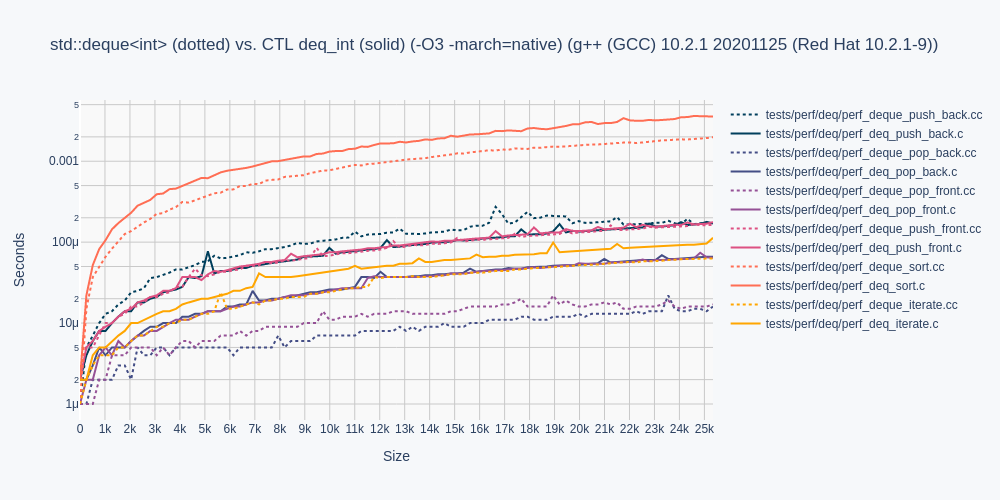 std::deque<int> (dotted) vs. CTL deq_int (solid) (-O3 -march=native) (g++ (GCC) 10.2.1 20201125 (Red Hat 10.2.1-9))
5
2
0.001
5
2
100μ
5
2
10μ
5
2
1μ
Seconds
0 1k 2k 3k 4k 5k 6k 7k 8k 9k 10k 11k 12k 13k 14k 15k 16k 17k 18k 19k 20k 21k 22k 23k 24k 25k
Size
tests/perf/deq/perf_deque_push_back.cc
tests/perf/deq/perf_deq_push_back.c
tests/perf/deq/perf_deque_pop_back.cc
tests/perf/deq/perf_deq_pop_back.c
tests/perf/deq/perf_deque_pop_front.cc
tests/perf/deq/perf_deq_pop_front.c
tests/perf/deq/perf_deque_push_front.cc
tests/perf/deq/perf_deq_push_front.c
tests/perf/deq/perf_deque_sort.cc
tests/perf/deq/perf_deq_sort.c
tests/perf/deq/perf_deque_iterate.cc
tests/perf/deq/perf_deq_iterate.c